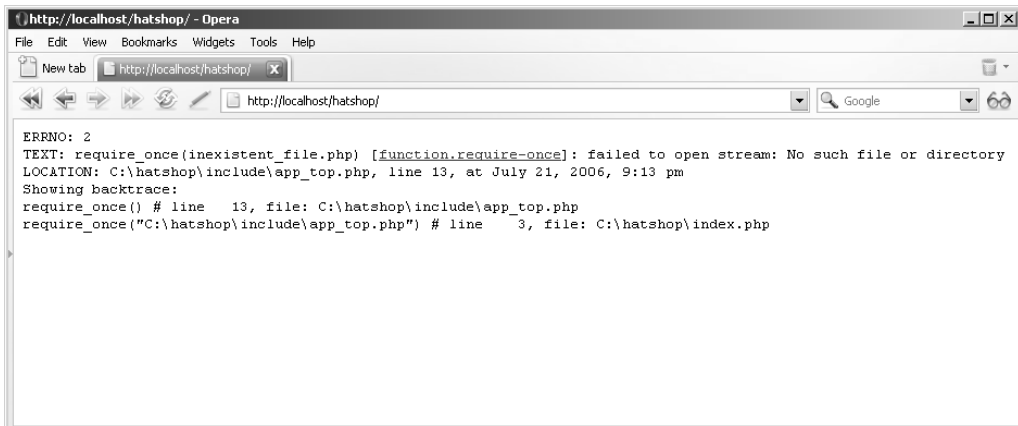 http://localhost/hatshop/ - Opera
File Edit View Bookmarks Widgets Tools Help
New tab http://localhost/hatshop/
http://localhost/hatshop/ Google
ERRNO: 2
TEXT: require_once(inexistent_file.php) [function.require-once]: failed to open stream: No such file or directory
LOCATION: C:\hatshop\include\app_top.php, line 13, at July 21, 2006, 9:13 pm
Showing backtrace:
require_once() # line   13, file: C:\hatshop\include\app_top.php
require_once("C:\hatshop\include\app_top.php") # line    3, file: C:\hatshop\index.php